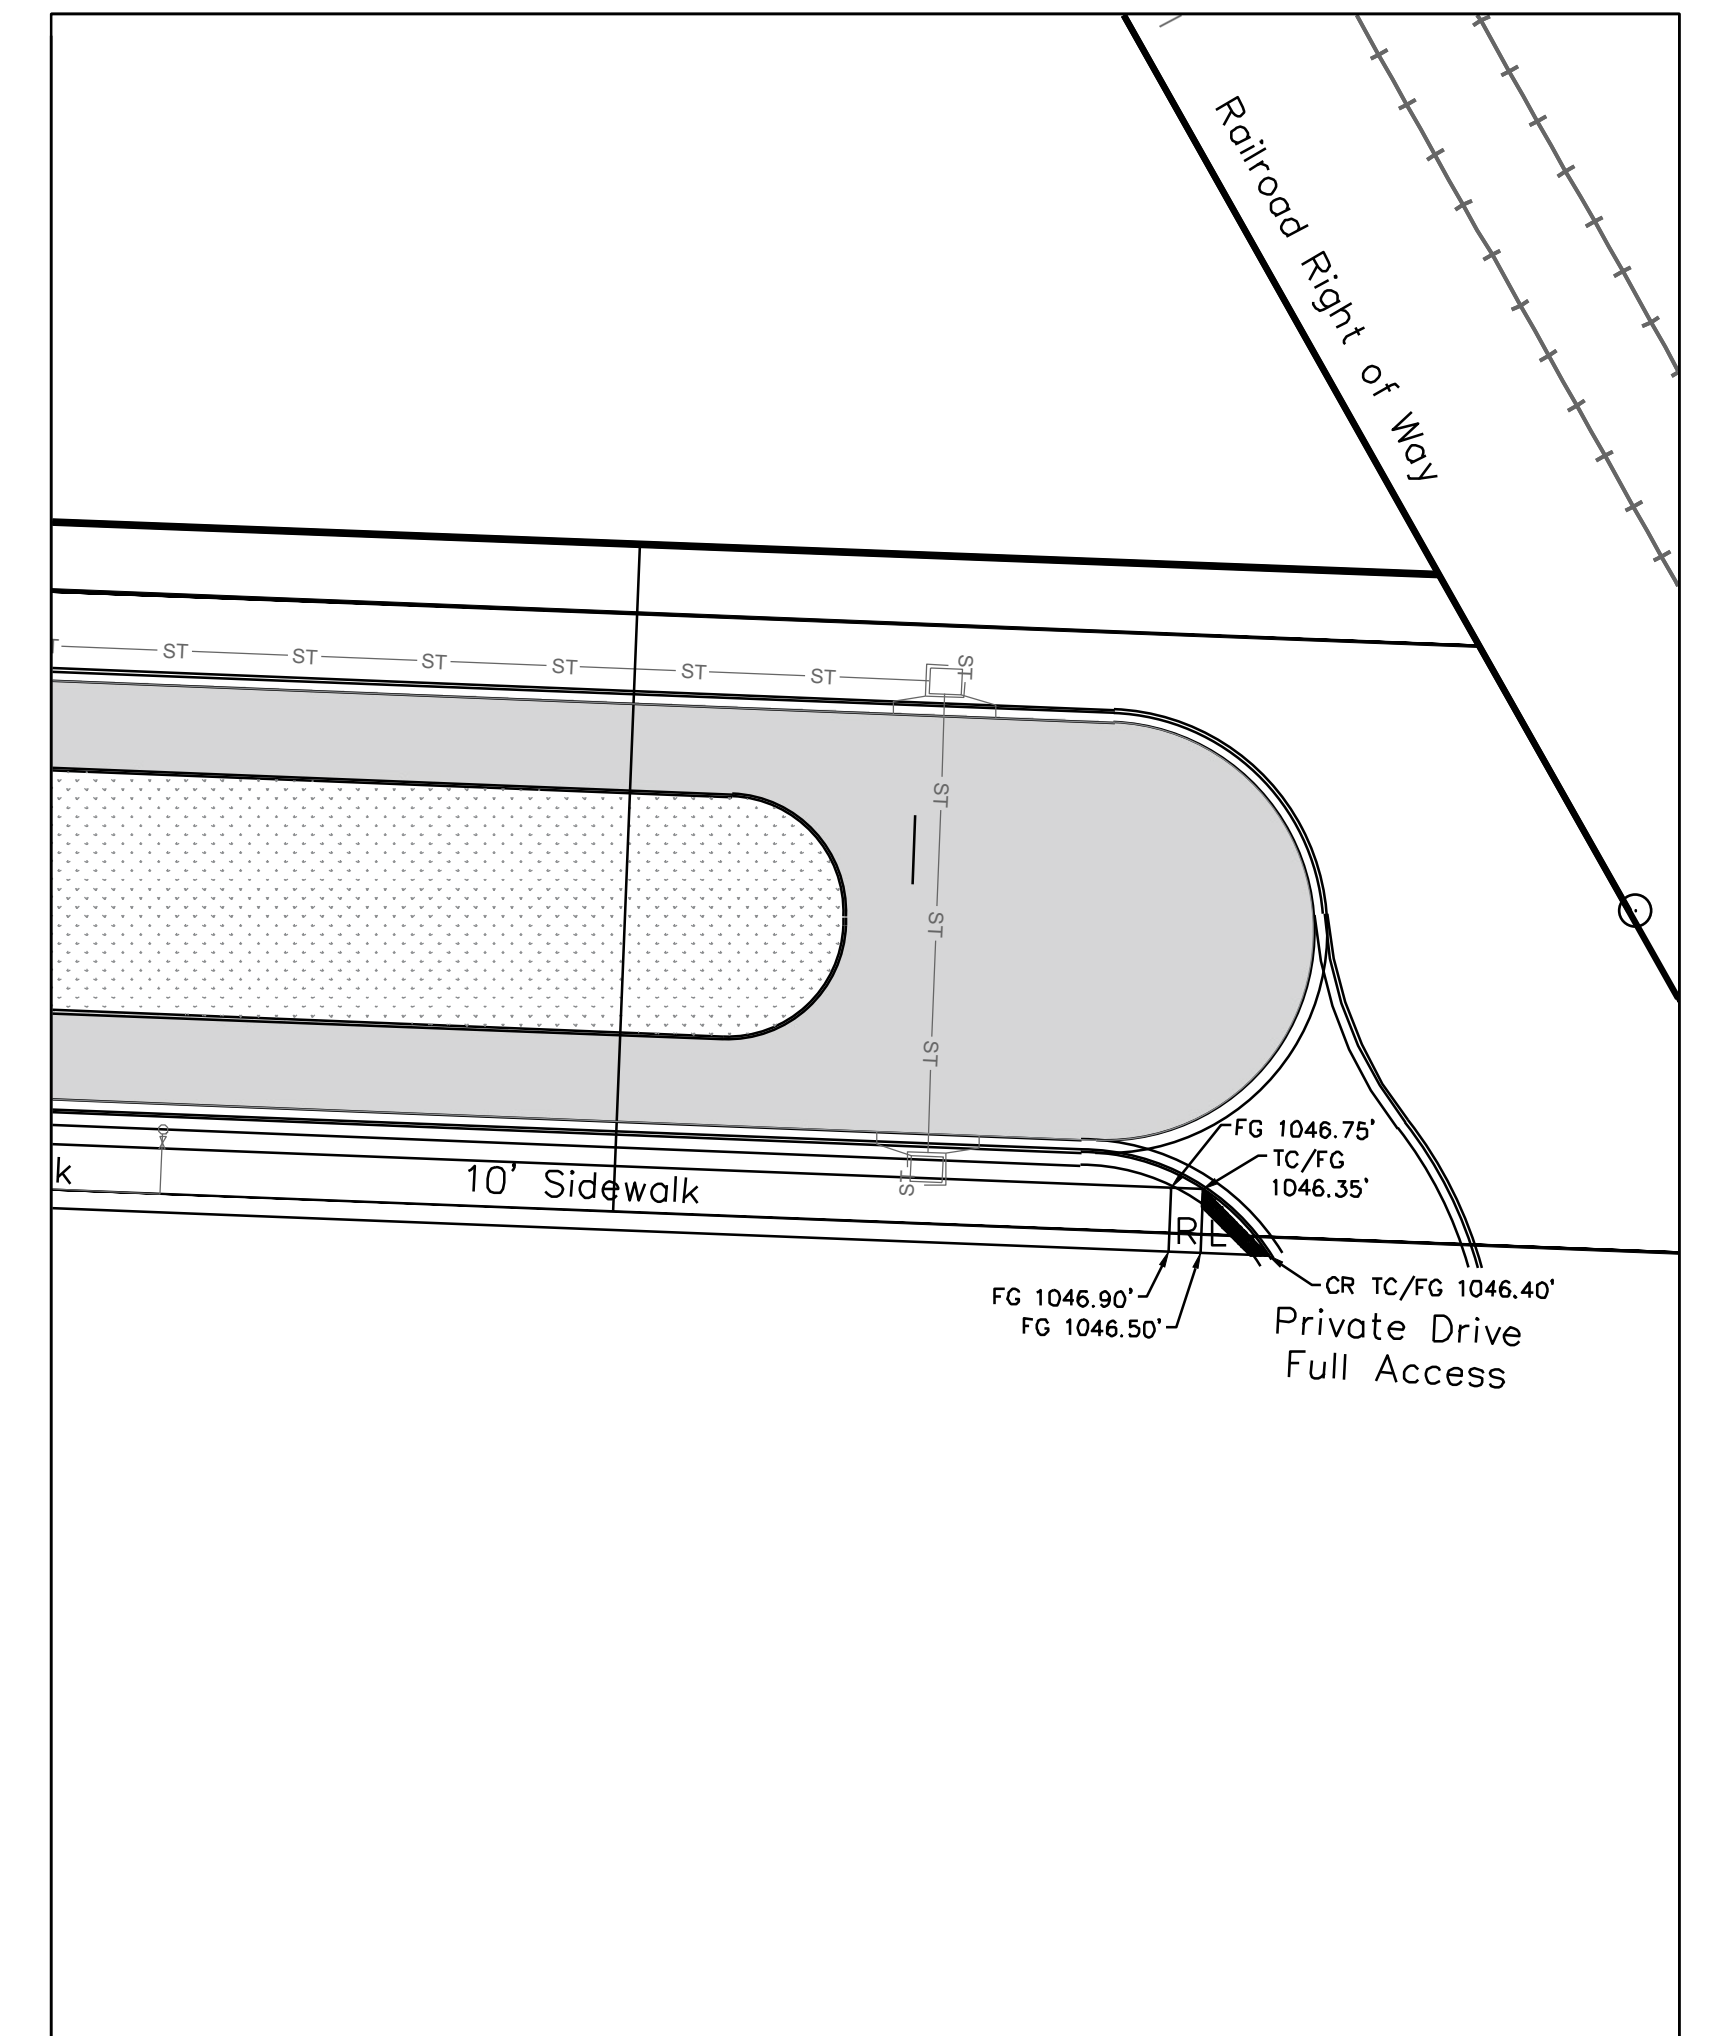 Railroad Right of Way
T
ST
ST
ST
ST
ST
ST
ST
ST
ST
ST
k
10' Sidewalk
ST
FG 1046.75'
TC/FG
1046.35'
R
L
FG 1046.90'
FG 1046.50'
CR TC/FG 1046.40'
Private Drive
Full Access